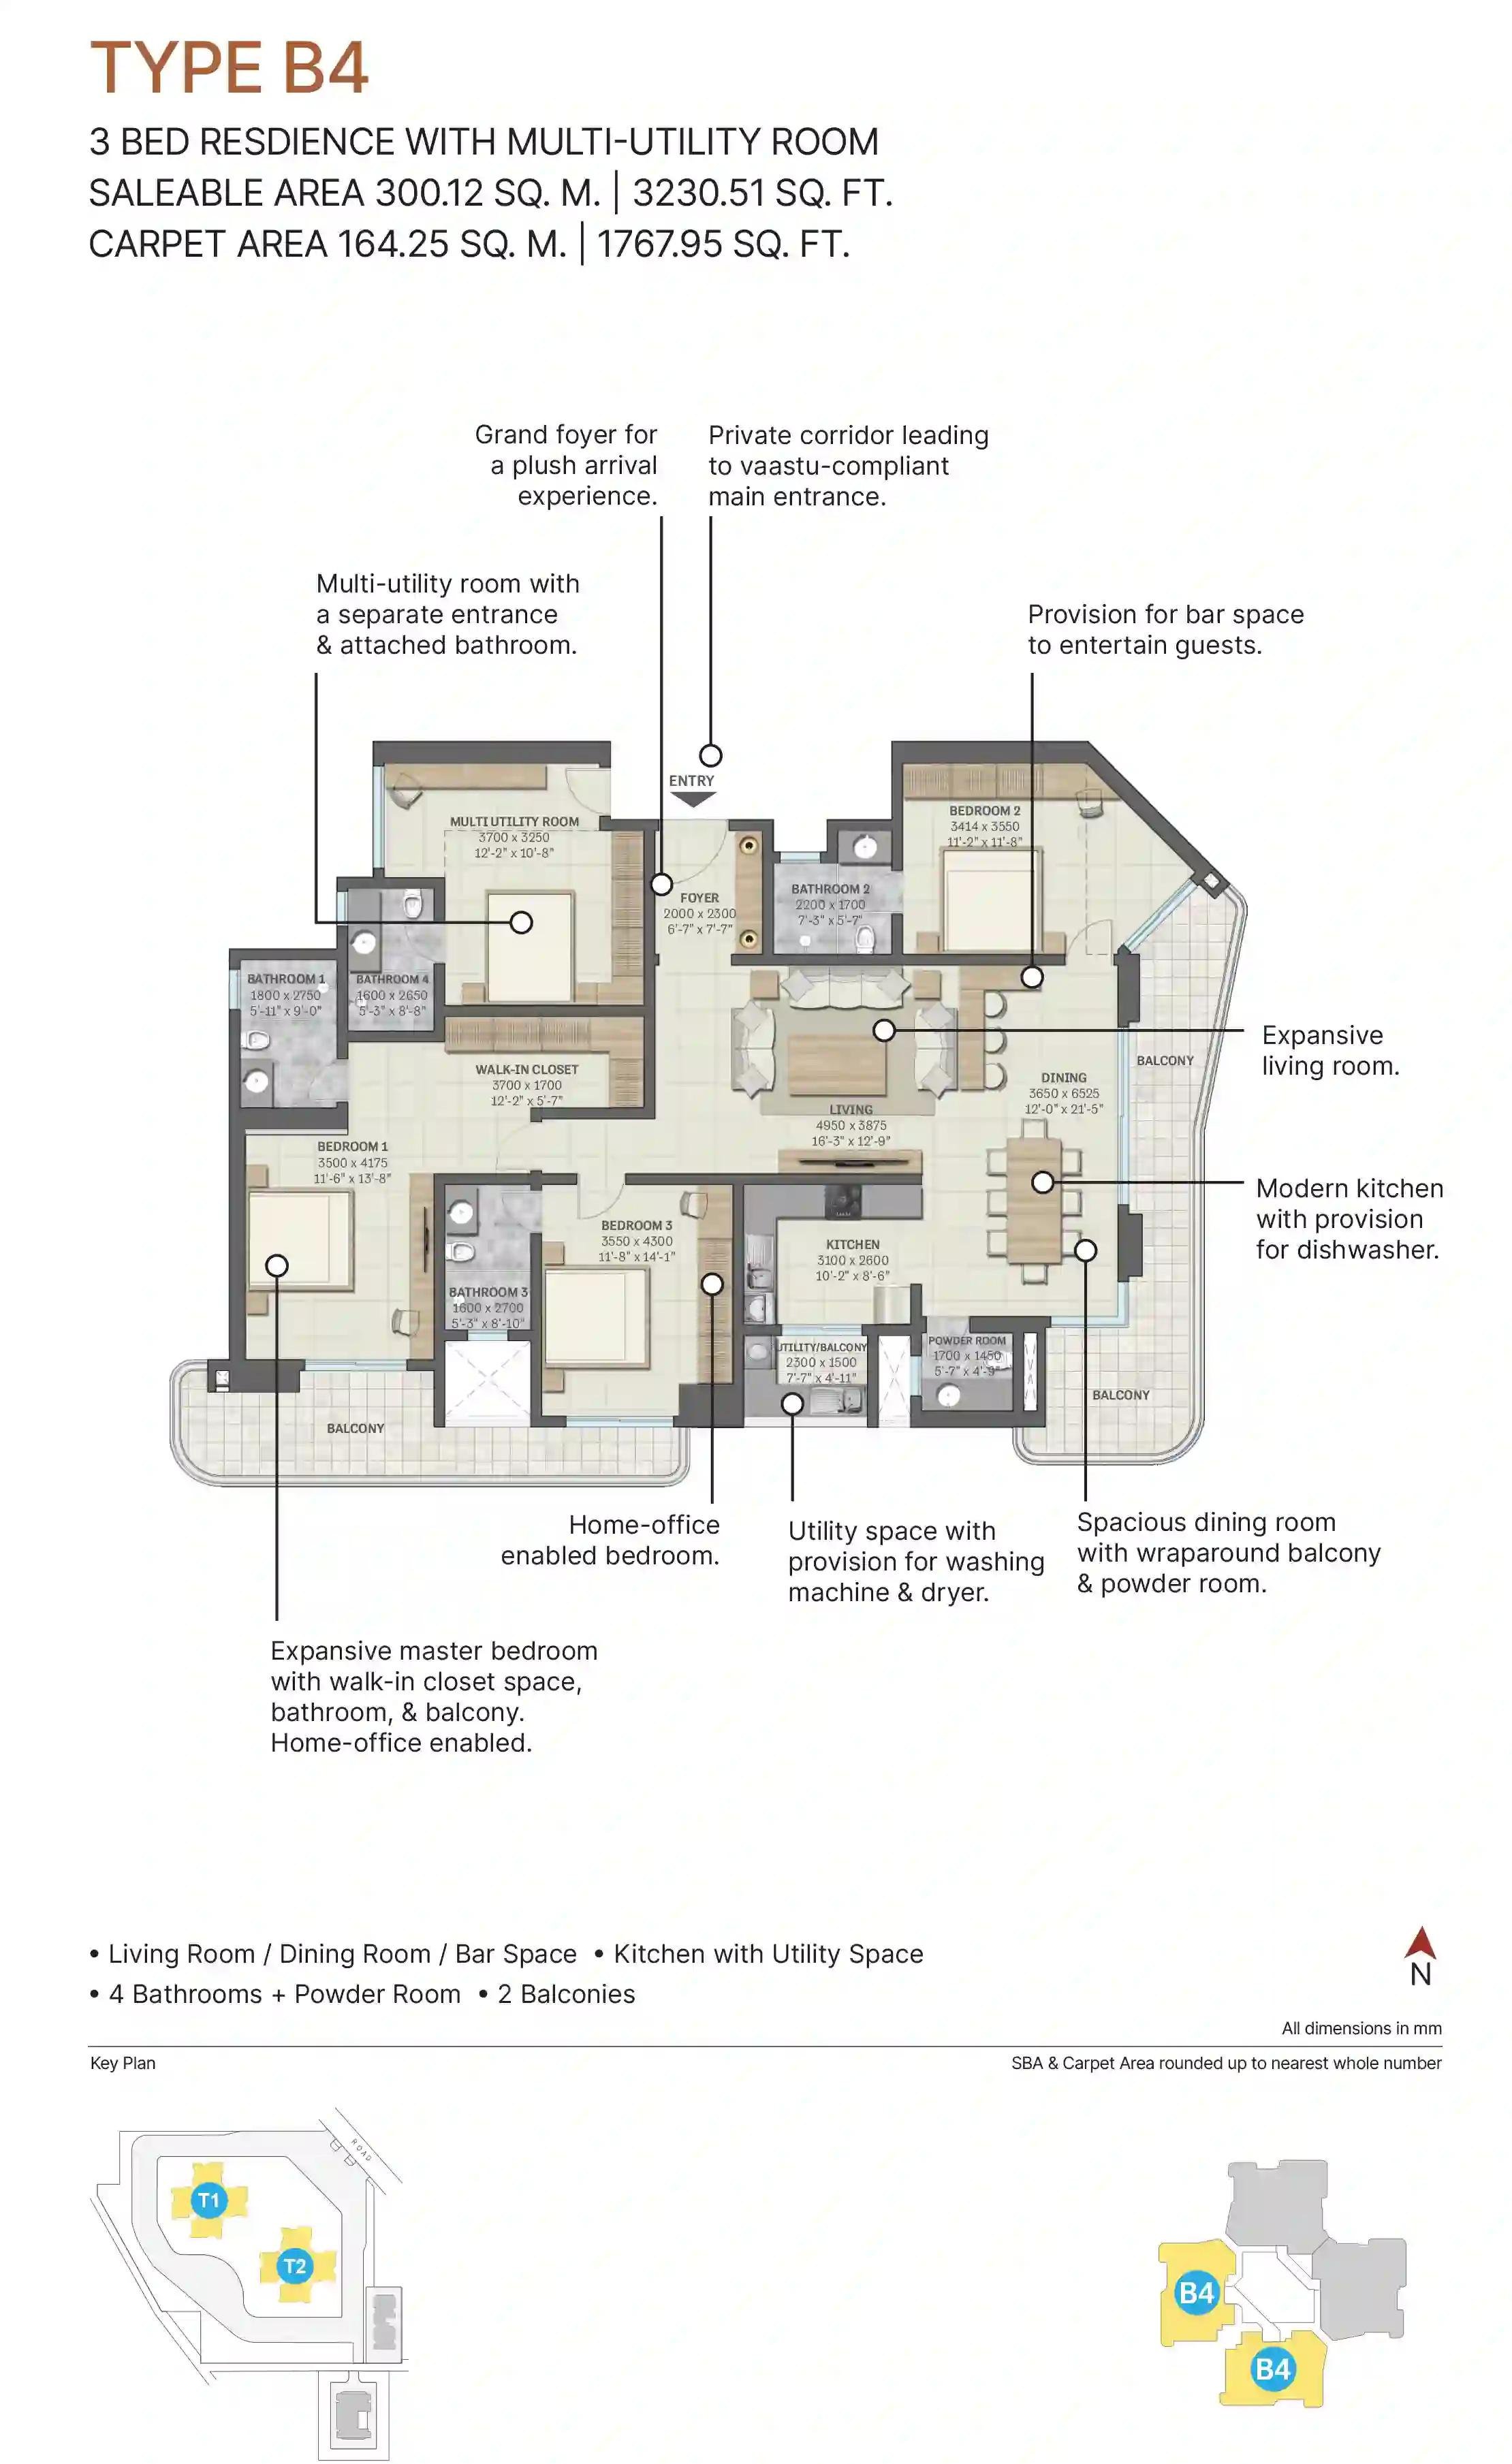 TYPE B4
3 BED RESDIENCE WITH MULTI-UTILITY ROOM
SALEABLE AREA 300.12 SQ. M. | 3230.51 SQ. FT.
CARPET AREA 164.25 SQ. M. | 1767.95 SQ. FT.
Grand foyer for
a plush arrival
experience.
Private corridor leading
to vaastu-compliant
main entrance.
Multi-utility room with
a separate entrance
& attached bathroom.
Provision for bar space
to entertain guests.
ENTRY
MULTI UTILITY ROOM
3700 x 3250
12'-2" x 10'-8"
BEDROOM 2
3414 x 3550
11'-2" x 11'-8"
FOYER
2000 x 2300
6'-7" x 7'-7"
BATHROOM 2
2200 x 1700
7'-3" x 5'-7"
BATHROOM 1
1800 x 2750
5'-11" x 9'-0"
BATHROOM 4
1600 x 2650
5'-3" x 8'-8"
WALK-IN CLOSET
3700 x 1700
12'-2" x 5'-7"
LIVING
4950 x 3875
16'-3" x 12'-9"
DINING
3650 x 6525
12'-0" x 21'-5"
BALCONY
Expansive
living room.
BEDROOM 1
3500 x 4175
11'-6" x 13'-8"
BEDROOM 3
3550 x 4300
11'-8" x 14'-1"
KITCHEN
3100 x 2600
10'-2" x 8'-6"
Modern kitchen
with provision
for dishwasher.
BATHROOM 3
1600 x 2700
5'-3" x 8'-10"
UTILITY/BALCONY
2300 x 1500
7'-7" x 4'-11"
POWDER ROOM
1700 x 1450
5'-7" x 4'-9"
BALCONY
BALCONY
Home-office
enabled bedroom.
Utility space with
provision for washing
machine & dryer.
Spacious dining room
with wraparound balcony
& powder room.
Expansive master bedroom
with walk-in closet space,
bathroom, & balcony.
Home-office enabled.
• Living Room / Dining Room / Bar Space • Kitchen with Utility Space
• 4 Bathrooms + Powder Room • 2 Balconies
N
All dimensions in mm
Key Plan
SBA & Carpet Area rounded up to nearest whole number
ROAD
T1
T2
B4
B4